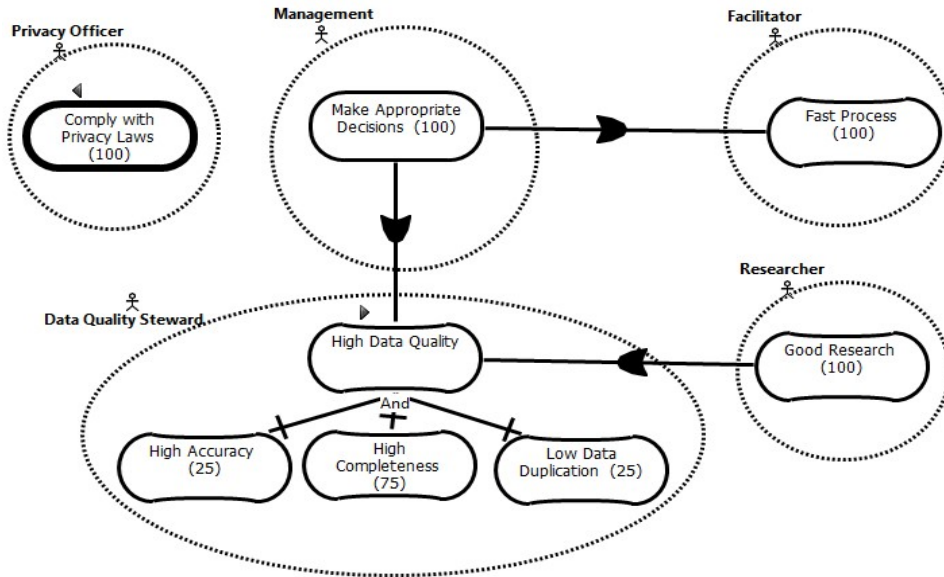 Privacy Officer
Management
Facilitator
Comply with
Privacy Laws
(100)
Make Appropriate
Decisions (100)
Fast Process
(100)
Researcher
Data Quality Steward
High Data Quality
Good Research
(100)
And
High Accuracy
(25)
High
Completeness
(75)
Low Data
Duplication (25)